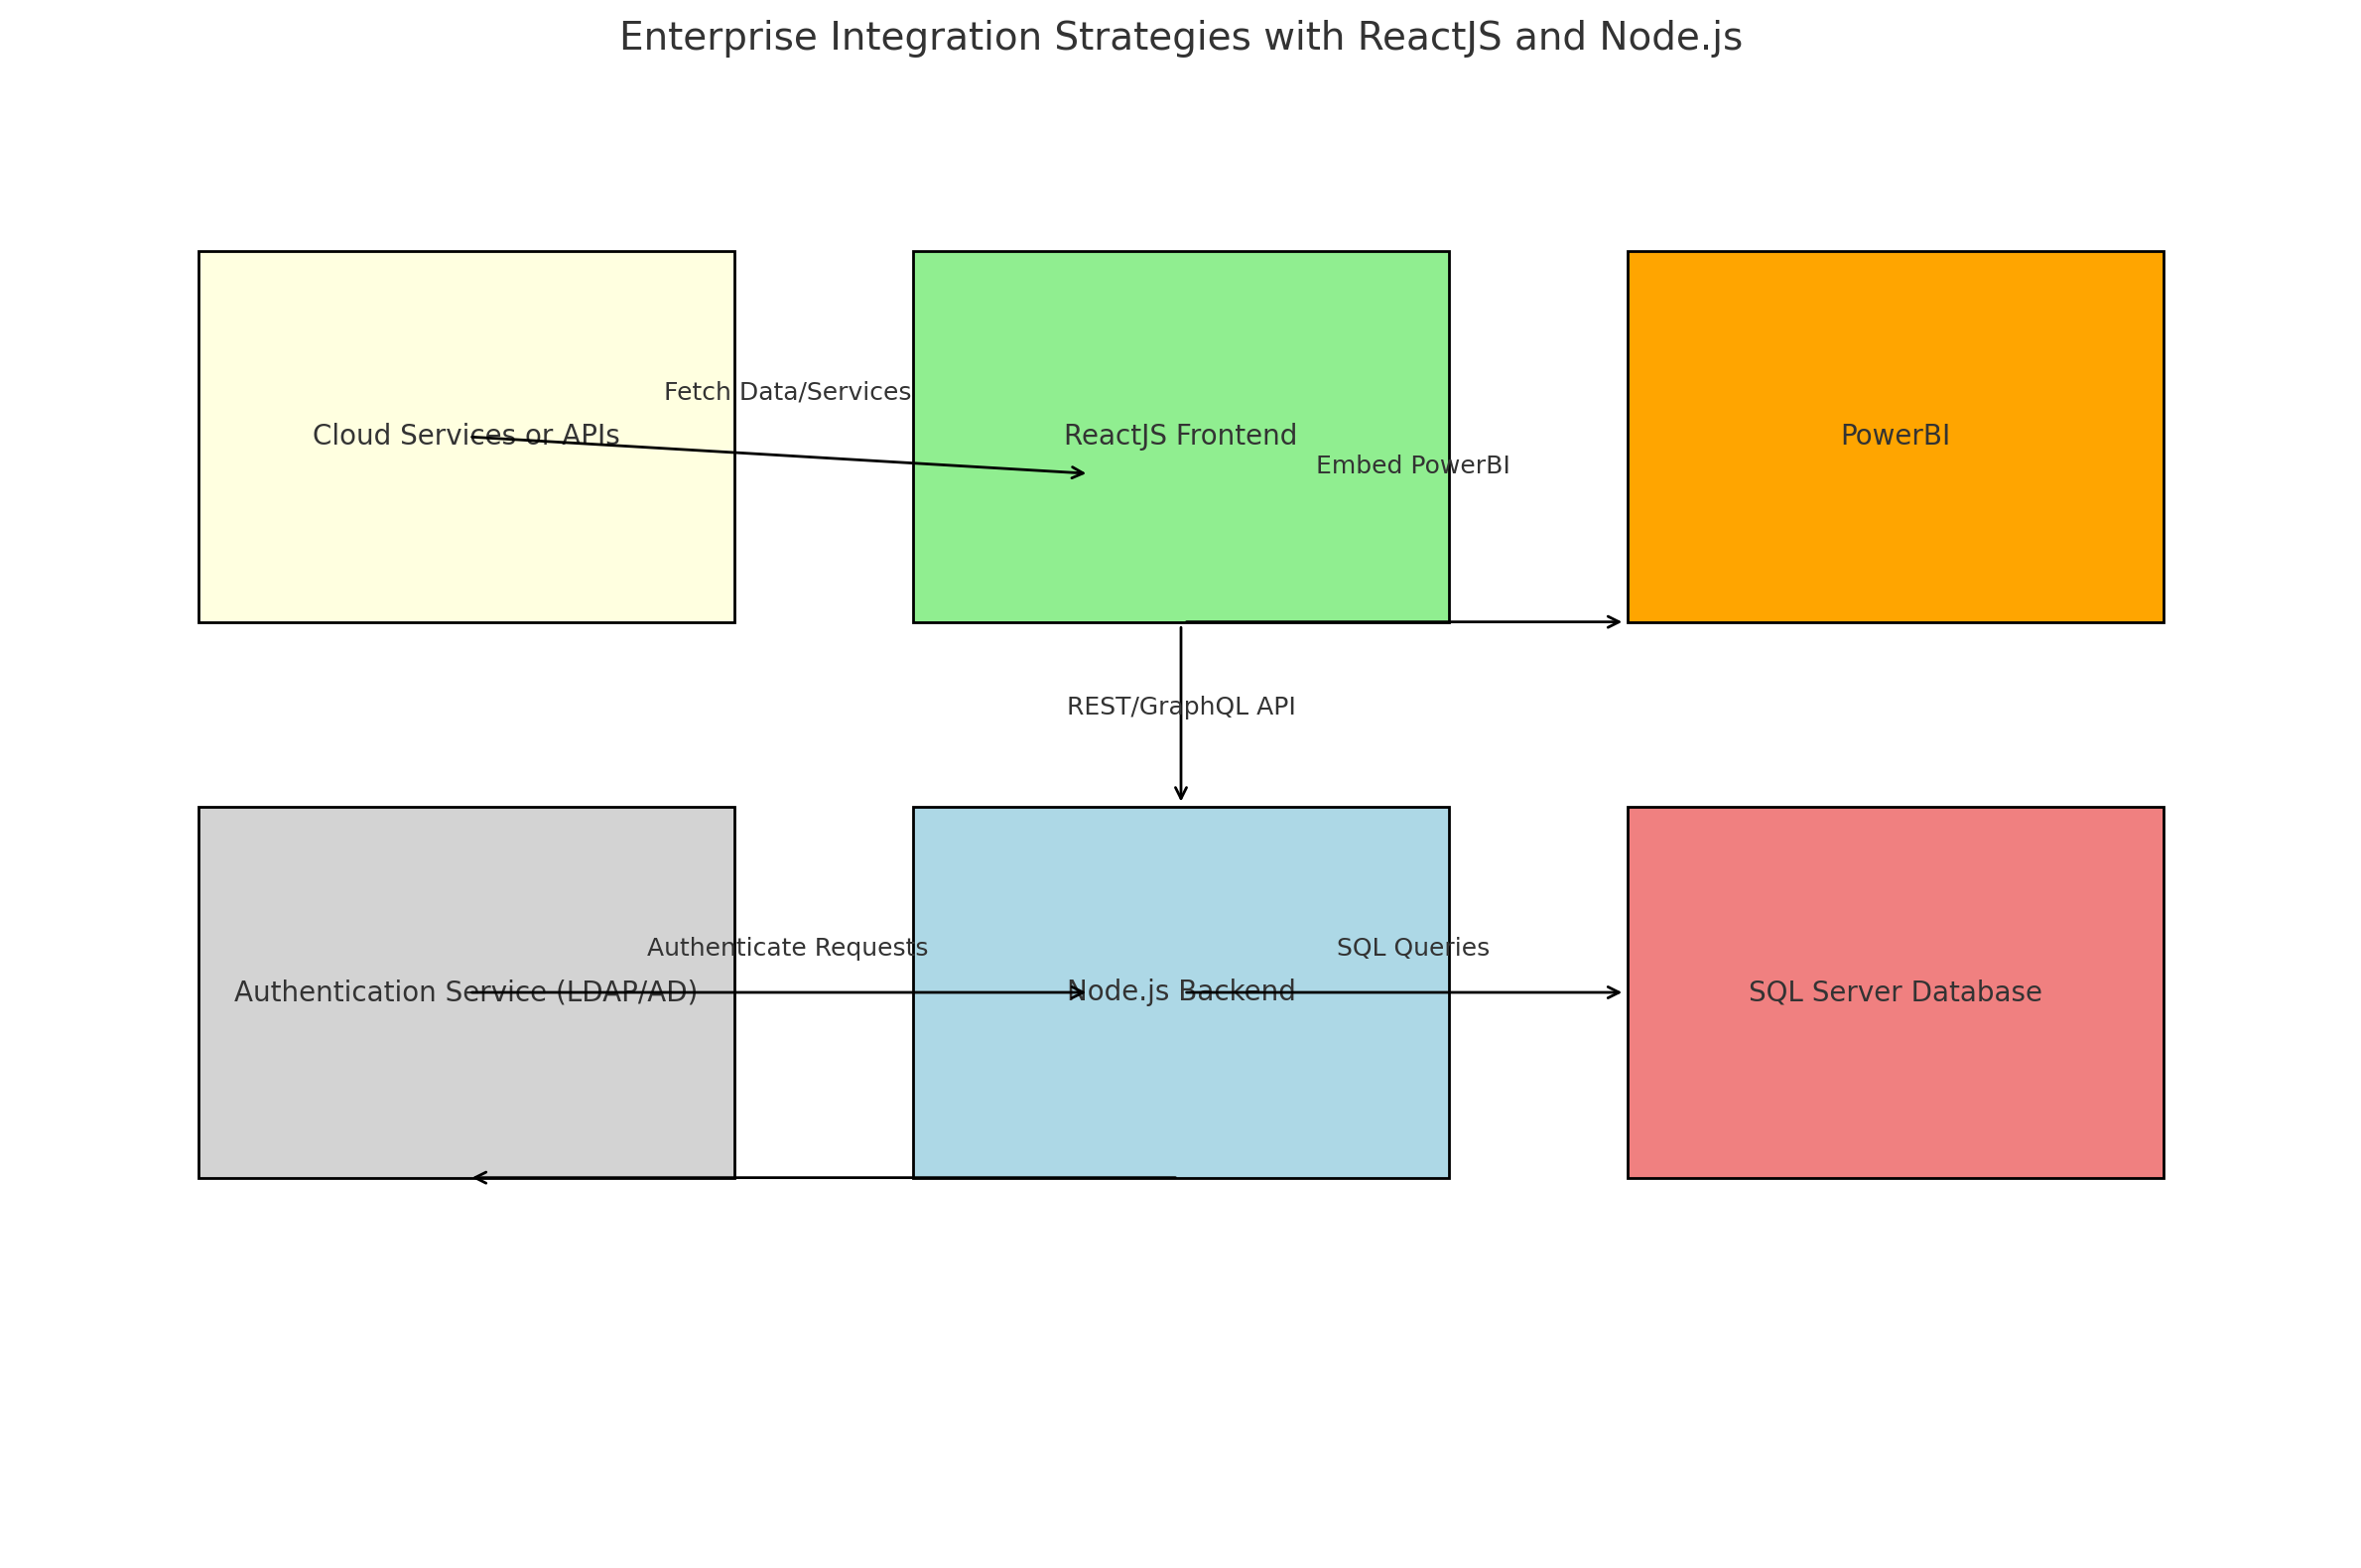 Enterprise Integration Strategies with ReactJS and Node.js
Fetch Data/Services
Cloud Services or APIs
ReactJS Frontend
PowerBI
Embed PowerBI
REST/GraphQL API
Authenticate Requests
SQL Queries
Authentication Service (LDAP/AD)
Node.js Backend
SQL Server Database